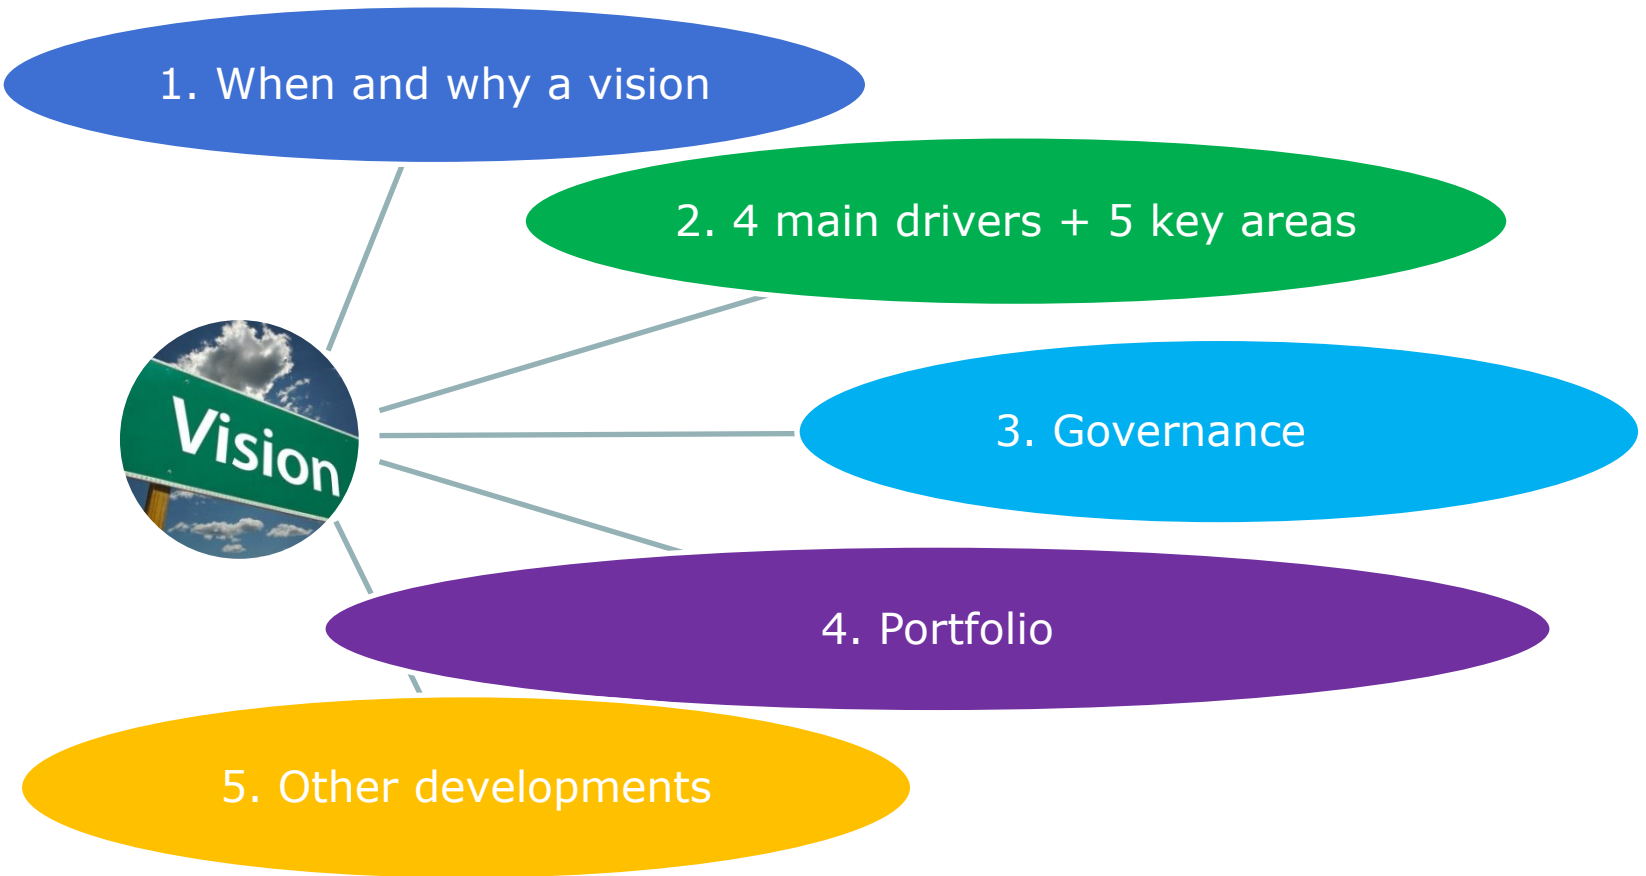 1. When and why a vision
2. 4 main drivers + 5 key areas
Vision
3. Governance
4. Portfolio
5. Other developments